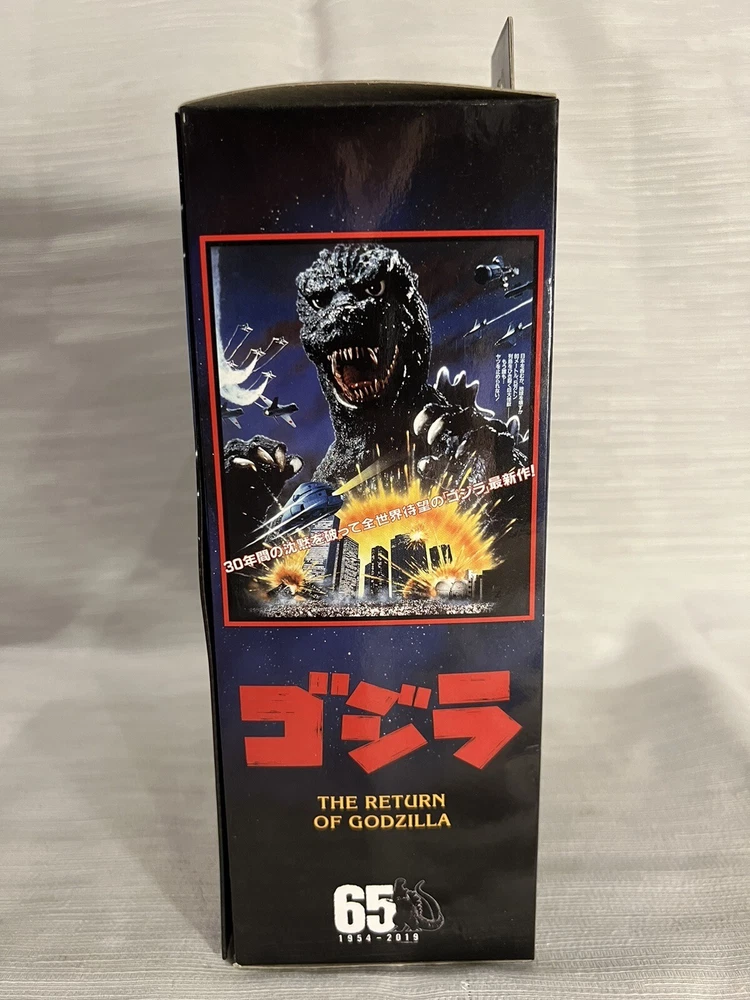 30年間の沈黙を破って全世界待望の「ゴジラ」最新作!
ゴジラ
THE RETURN
OF GODZILLA
65
1954-2019